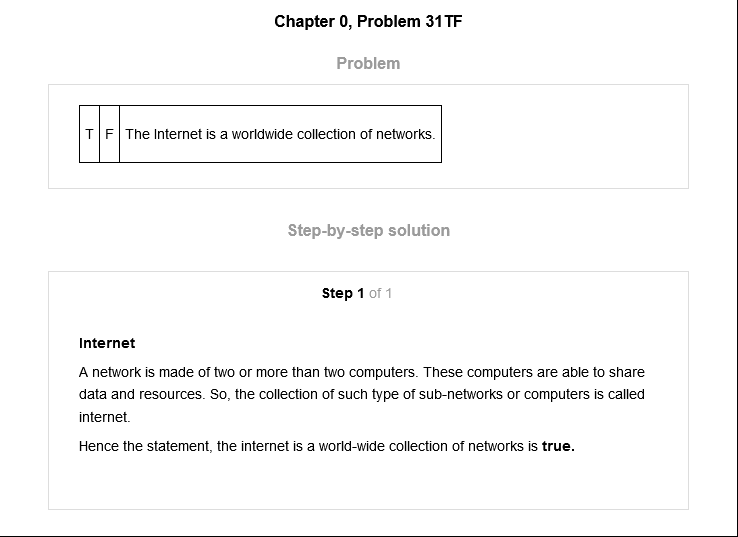 Chapter 0, Problem 31TF
Problem
T F The Internet is a worldwide collection of networks.
Step-by-step solution
Step 1 of 1
Internet
A network is made of two or more than two computers. These computers are able to share
data and resources. So, the collection of such type of sub-networks or computers is called
internet.
Hence the statement, the internet is a world-wide collection of networks is true.